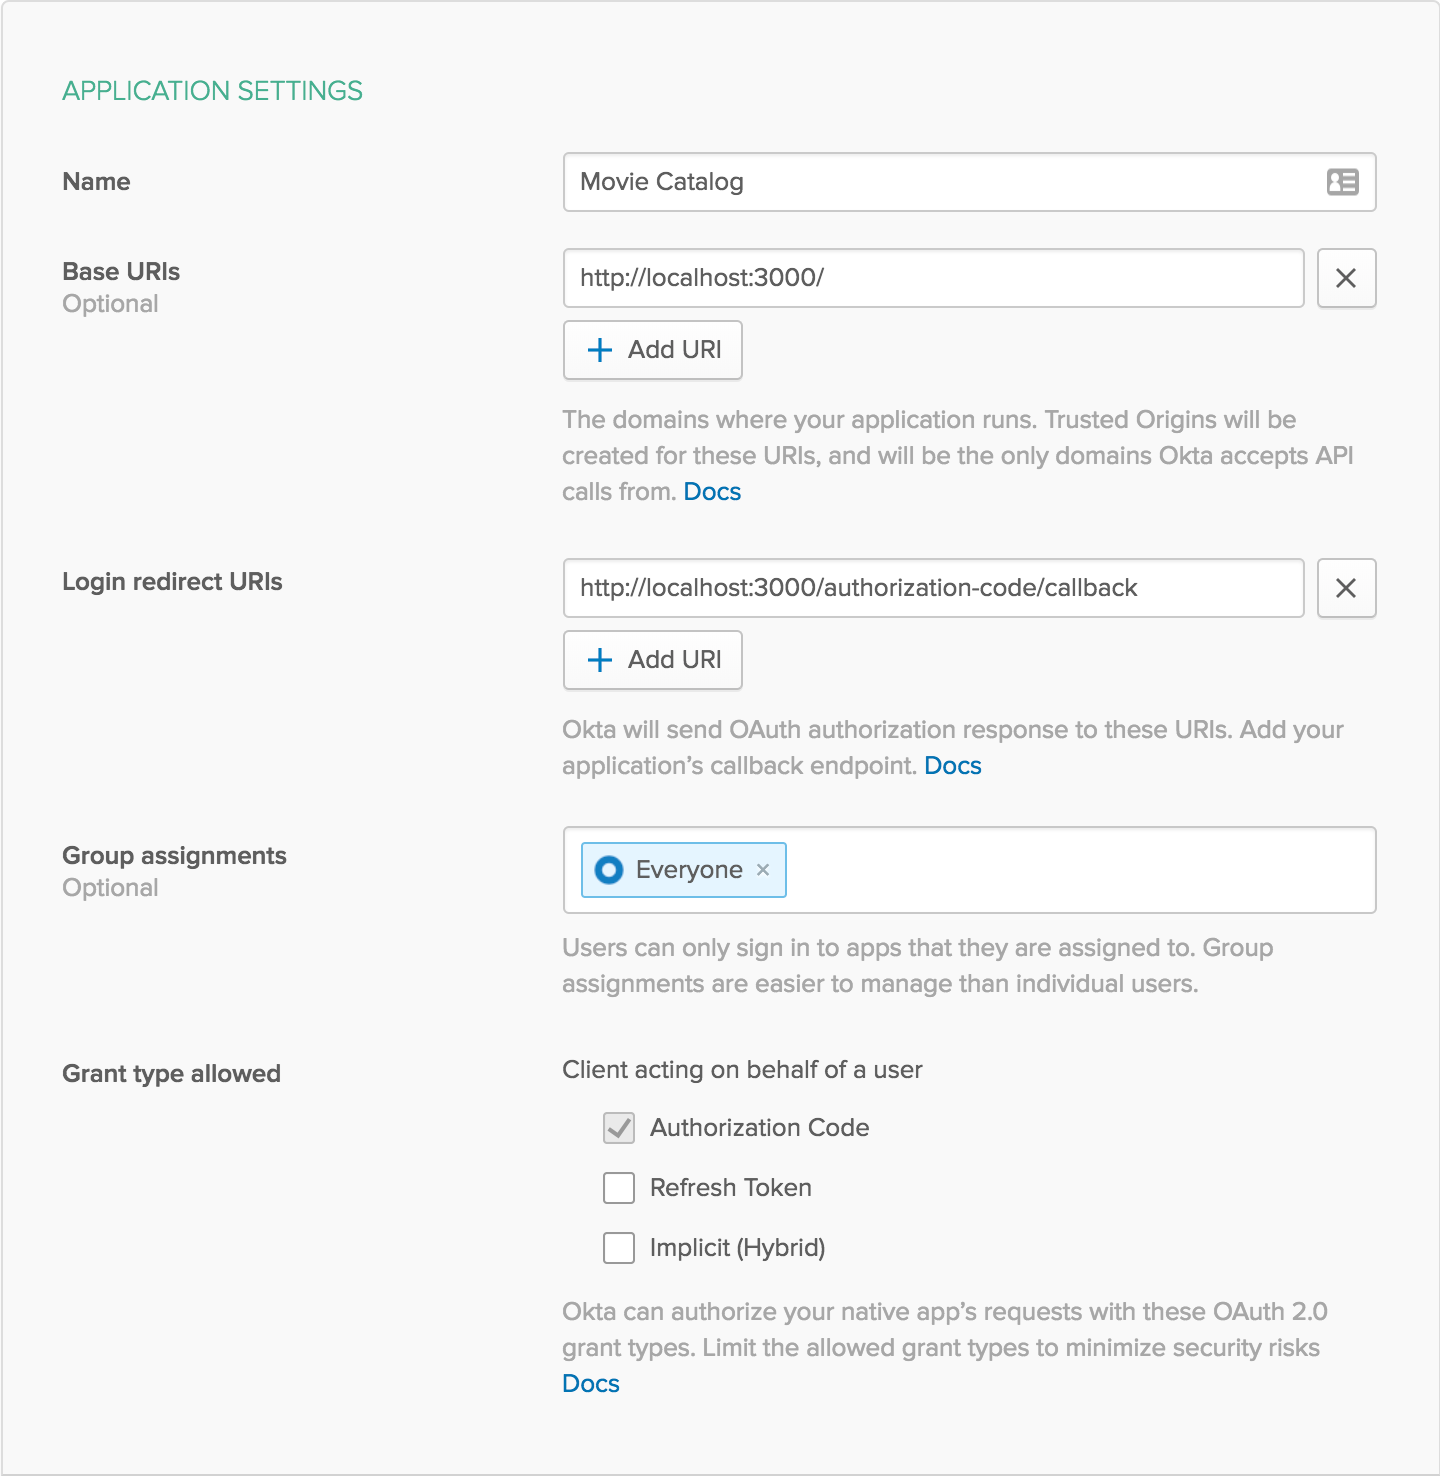 APPLICATION SETTINGS
Name
Movie Catalog
Base URIs
Optional
http://localhost:3000/
Add URI
The domains where your application runs. Trusted Origins will be
created for these URIs, and will be the only domains Okta accepts API
calls from. Docs
Login redirect URIs
http://localhost:3000/authorization-code/callback
Add URI
Okta will send OAuth authorization response to these URIs. Add your
application’s callback endpoint. Docs
Group assignments
Optional
Everyone
Users can only sign in to apps that they are assigned to. Group
assignments are easier to manage than individual users.
Grant type allowed
Client acting on behalf of a user
Authorization Code
Refresh Token
Implicit (Hybrid)
Okta can authorize your native app’s requests with these OAuth 2.0
grant types. Limit the allowed grant types to minimize security risks
Docs